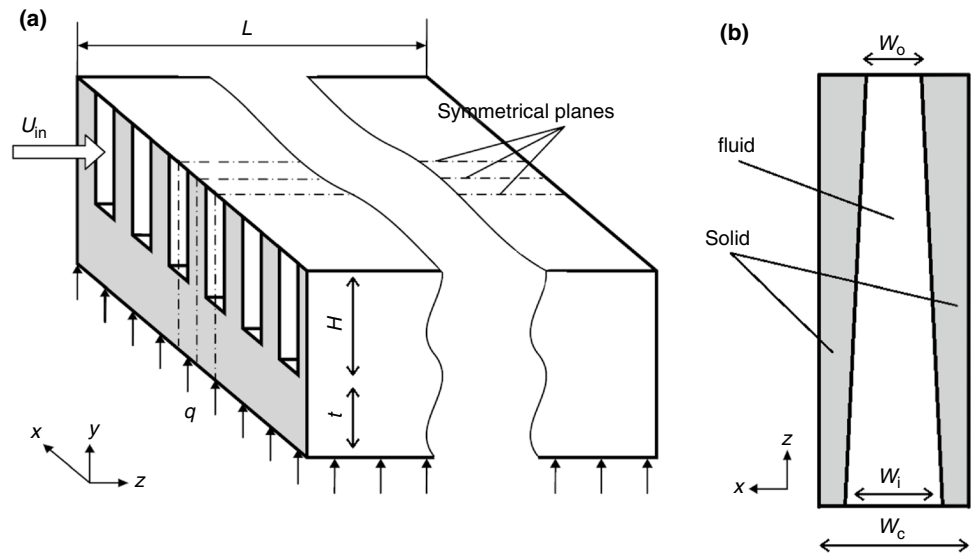 (a)
L
Symmetrical planes
U_in
H
t
q
x
y
z
(b)
W_o
fluid
Solid
z
x
W_i
W_c